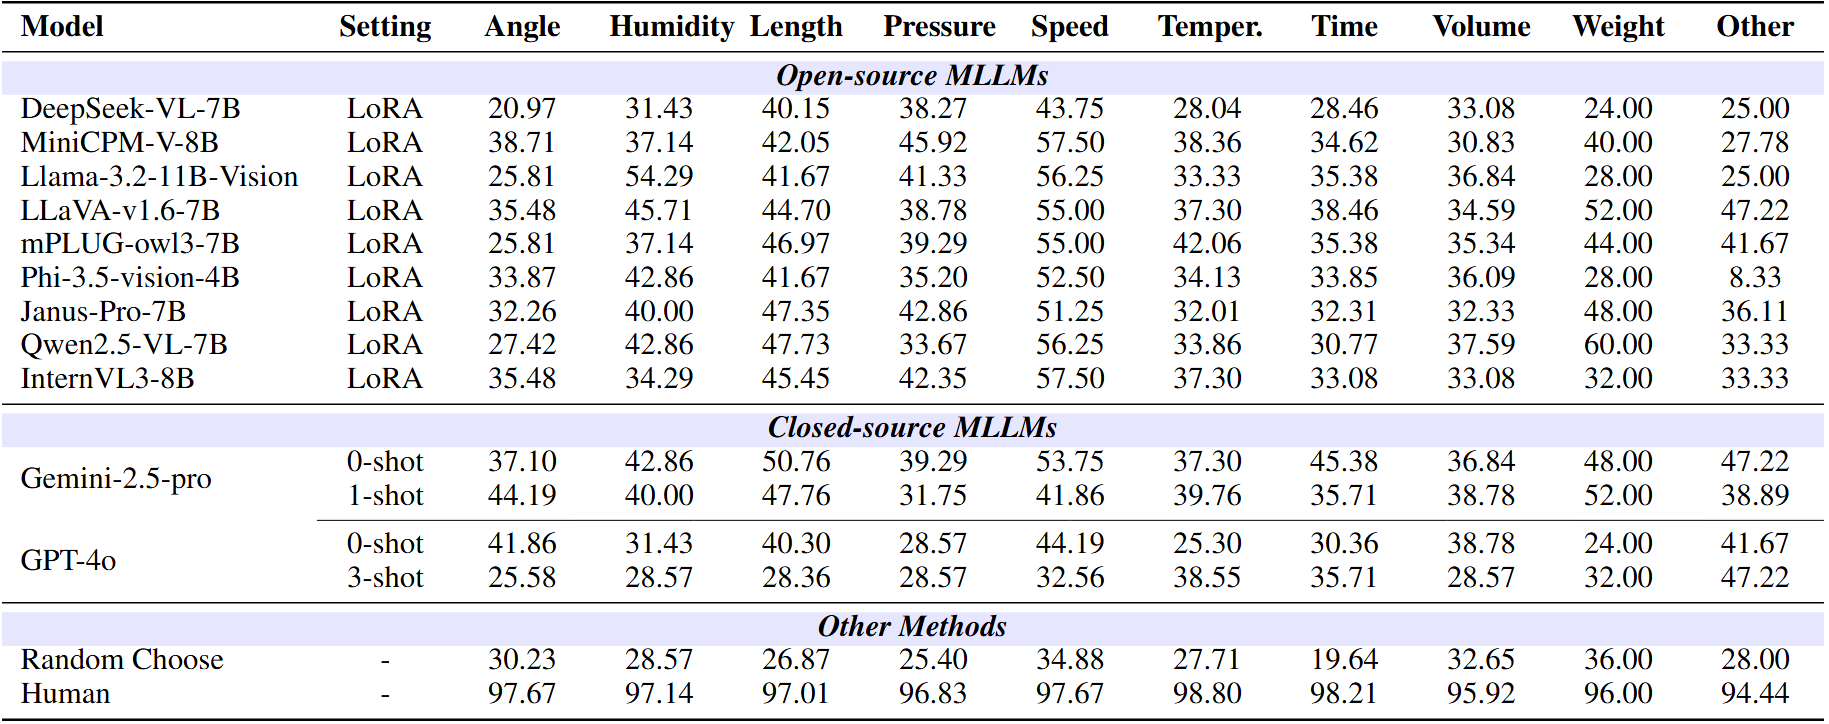 Model Setting Angle Humidity Length Pressure Speed Temper. Time Volume Weight Other
Open-source MLLMs
DeepSeek-VL-7B LoRA 20.97 31.43 40.15 38.27 43.75 28.04 28.46 33.08 24.00 25.00
MiniCPM-V-8B LoRA 38.71 37.14 42.05 45.92 57.50 38.36 34.62 30.83 40.00 27.78
Llama-3.2-11B-Vision LoRA 25.81 54.29 41.67 41.33 56.25 33.33 35.38 36.84 28.00 25.00
LLaVA-v1.6-7B LoRA 35.48 45.71 44.70 38.78 55.00 37.30 38.46 34.59 52.00 47.22
mPLUG-owl3-7B LoRA 25.81 37.14 46.97 39.29 55.00 42.06 35.38 35.34 44.00 41.67
Phi-3.5-vision-4B LoRA 33.87 42.86 41.67 35.20 52.50 34.13 33.85 36.09 28.00 8.33
Janus-Pro-7B LoRA 32.26 40.00 47.35 42.86 51.25 32.01 32.31 32.33 48.00 36.11
Qwen2.5-VL-7B LoRA 27.42 42.86 47.73 33.67 56.25 33.86 30.77 37.59 60.00 33.33
InternVL3-8B LoRA 35.48 34.29 45.45 42.35 57.50 37.30 33.08 33.08 32.00 33.33
Closed-source MLLMs
Gemini-2.5-pro 0-shot 37.10 42.86 50.76 39.29 53.75 37.30 45.38 36.84 48.00 47.22
1-shot 44.19 40.00 47.76 31.75 41.86 39.76 35.71 38.78 52.00 38.89
GPT-4o 0-shot 41.86 31.43 40.30 28.57 44.19 25.30 30.36 38.78 24.00 41.67
3-shot 25.58 28.57 28.36 28.57 32.56 38.55 35.71 28.57 32.00 47.22
Other Methods
Random Choose - 30.23 28.57 26.87 25.40 34.88 27.71 19.64 32.65 36.00 28.00
Human - 97.67 97.14 97.01 96.83 97.67 98.80 98.21 95.92 96.00 94.44